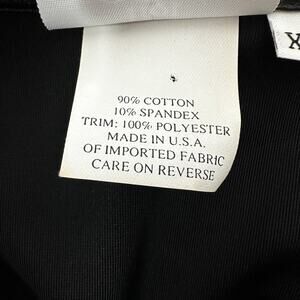 X
90% COTTON
10% SPANDEX
TRIM: 100% POLYESTER
MADE IN U.S.A.
OF IMPORTED FABRIC
CARE ON REVERSE